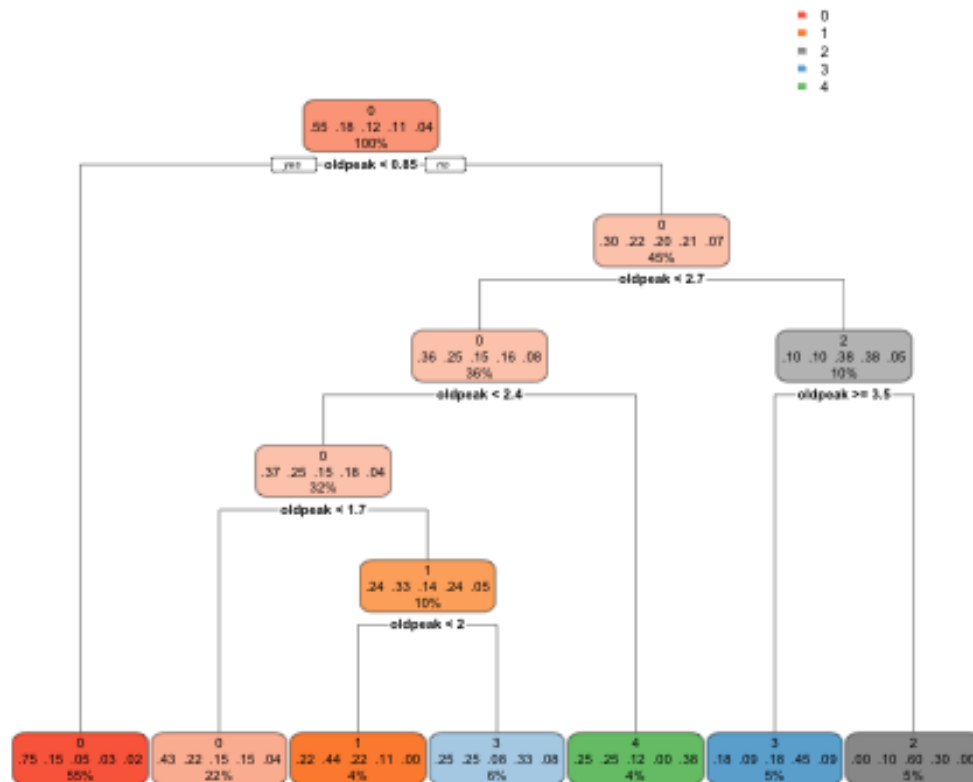 0
1
2
3
4
0
.55 .18 .12 .11 .04
100%
yes oldpeak < 0.85 no
0
.30 .22 .20 .21 .07
45%
oldpeak < 2.7
0
.36 .25 .15 .16 .08
36%
oldpeak < 2.4
2
.10 .10 .38 .38 .05
10%
oldpeak >= 3.5
0
.37 .25 .15 .18 .04
32%
oldpeak < 1.7
1
.24 .33 .14 .24 .05
10%
oldpeak < 2
0
.75 .15 .05 .03 .02
55%
0
.43 .22 .15 .15 .04
22%
1
.22 .44 .22 .11 .00
4%
3
.25 .25 .08 .33 .08
6%
4
.25 .25 .12 .00 .38
4%
3
.18 .09 .18 .45 .09
5%
2
.00 .10 .60 .30
5%